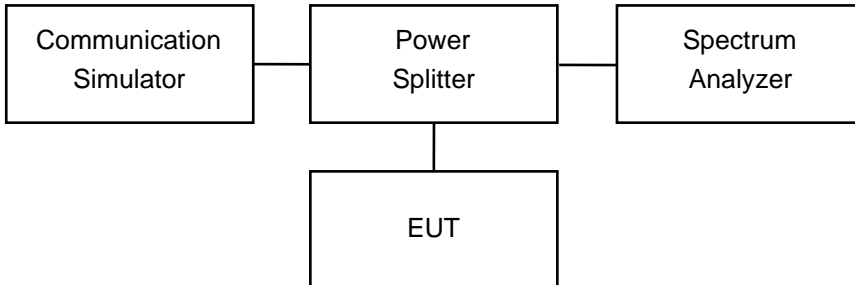 Communication
Simulator
Power
Splitter
Spectrum
Analyzer
EUT